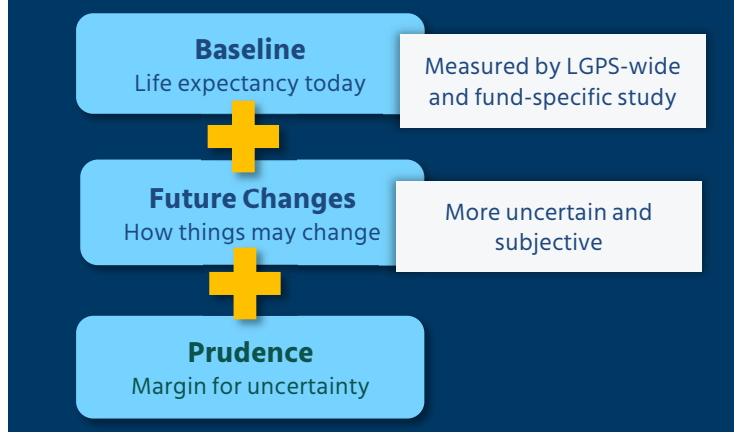 Baseline
Life expectancy today
Measured by LGPS-wide
and fund-specific study
Future Changes
How things may change
More uncertain and
subjective
Prudence
Margin for uncertainty